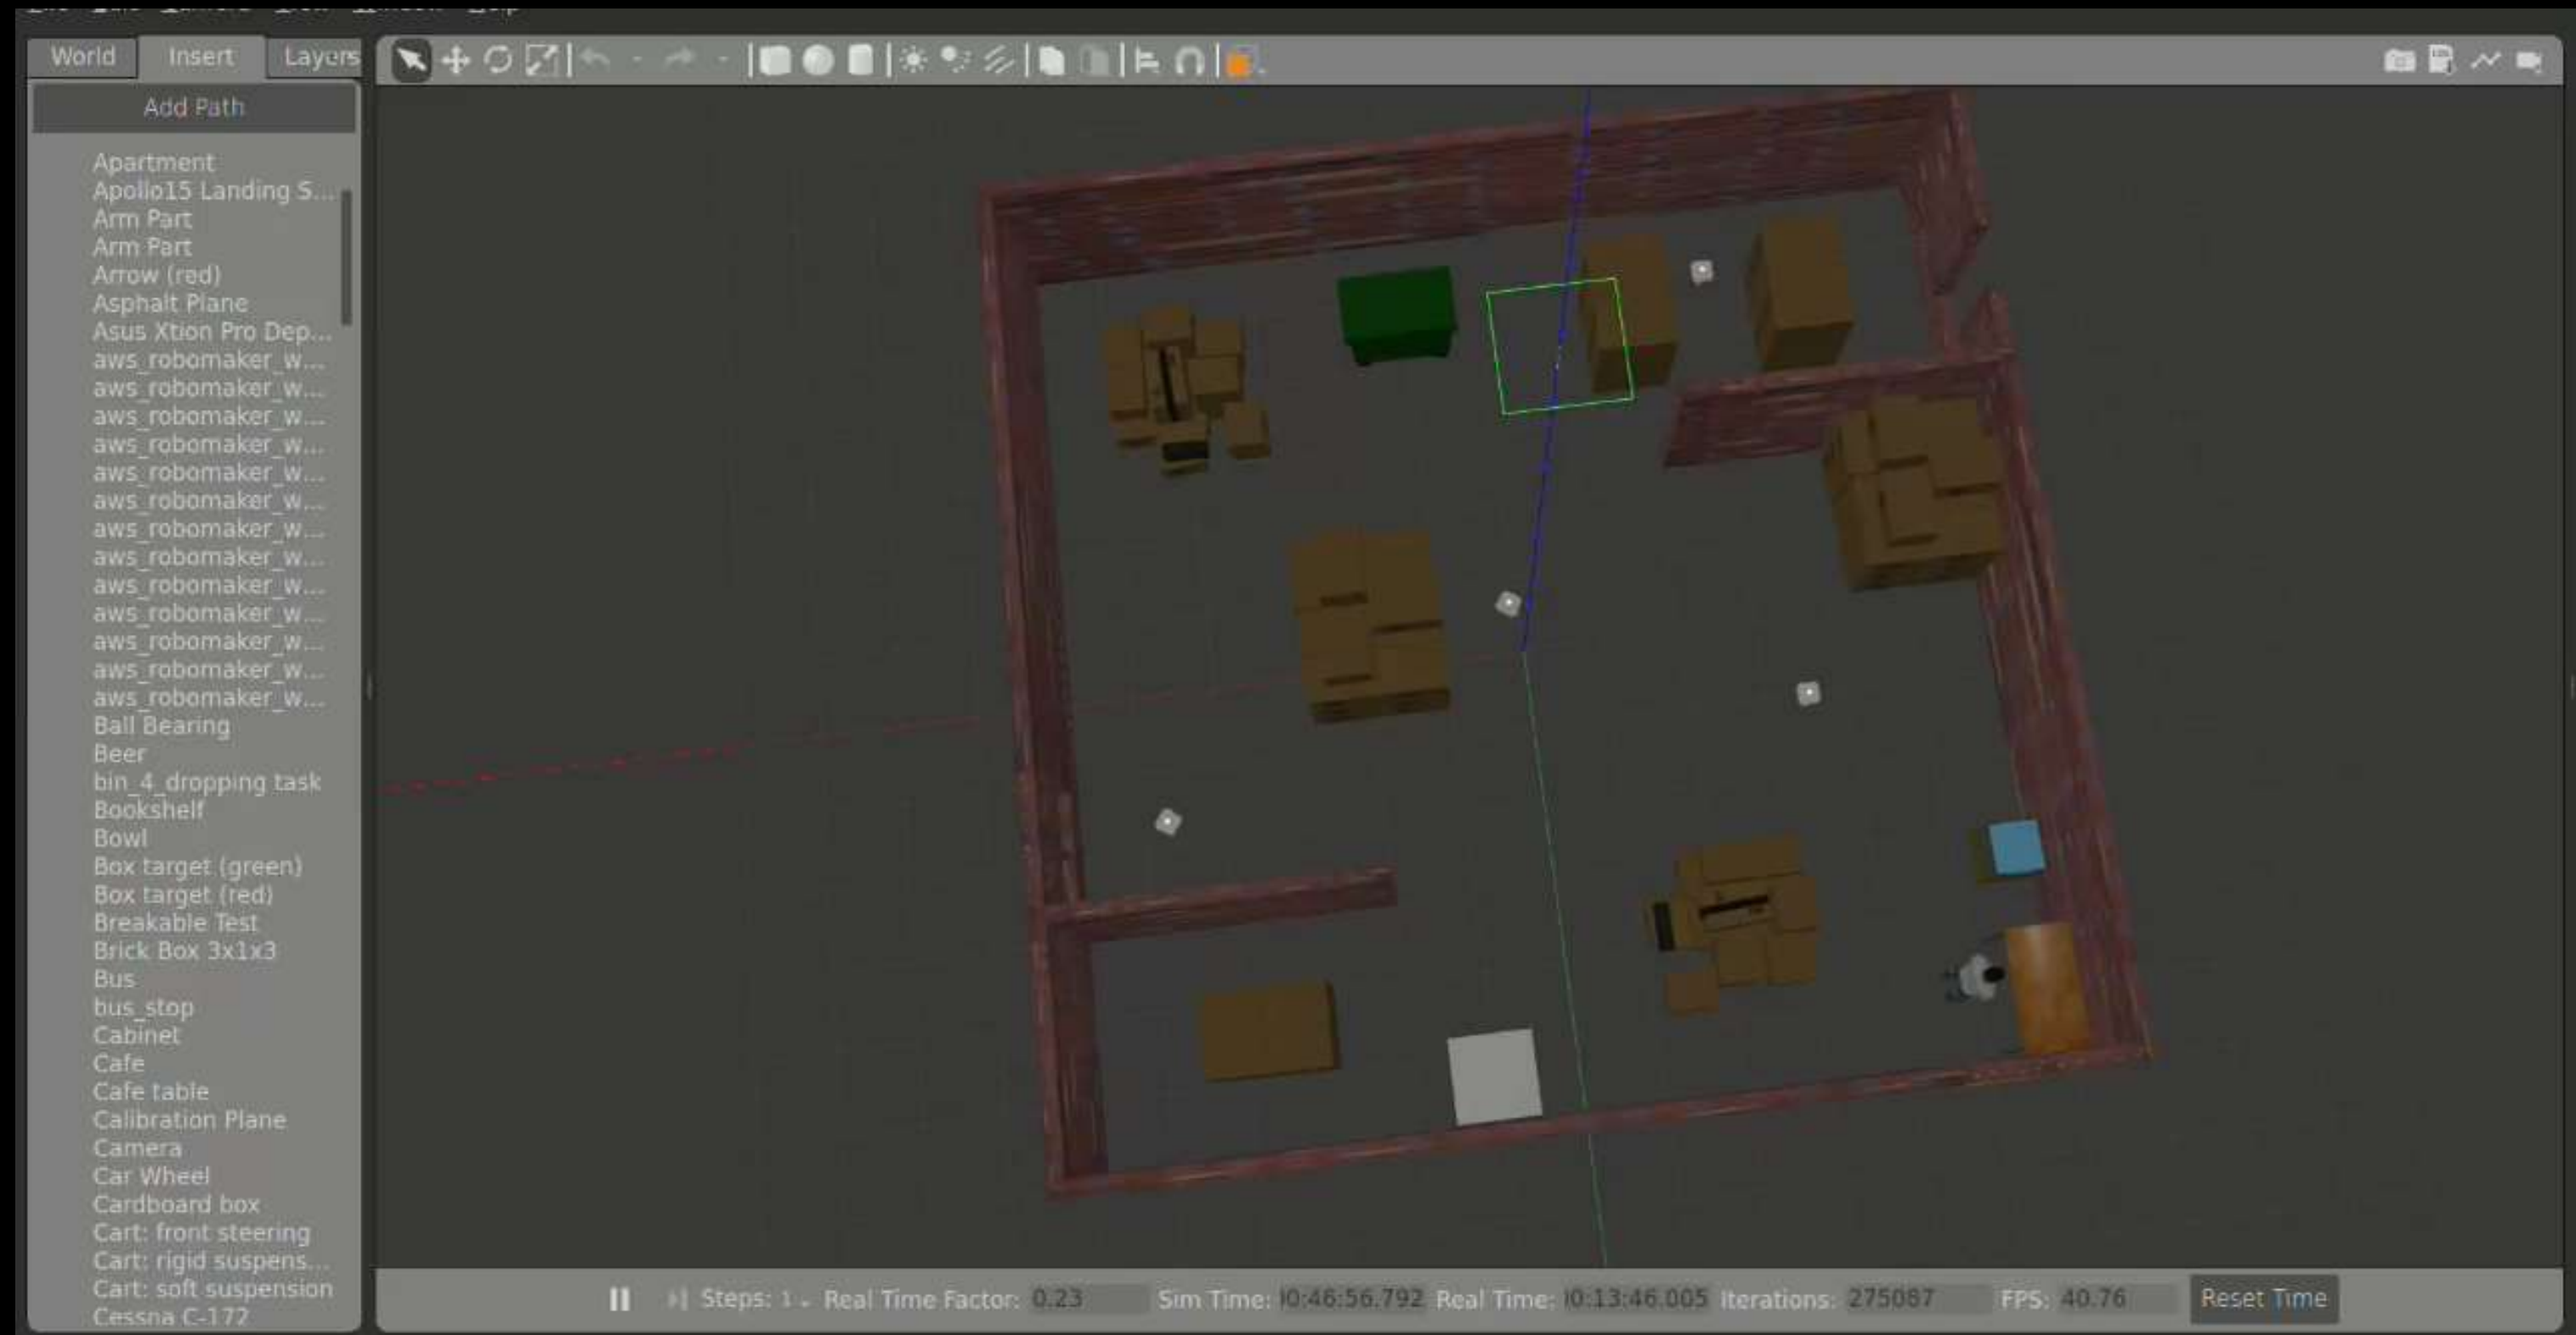 World Insert Layers
Add Path
Apartment
Apollo15 Landing S...
Arm Part
Arm Part
Arrow (red)
Asphalt Plane
Asus Xtion Pro Dep...
aws_robomaker_w...
aws_robomaker_w...
aws_robomaker_w...
aws_robomaker_w...
aws_robomaker_w...
aws_robomaker_w...
aws_robomaker_w...
aws_robomaker_w...
aws_robomaker_w...
aws_robomaker_w...
aws_robomaker_w...
aws_robomaker_w...
aws_robomaker_w...
Ball Bearing
Beer
bin_4_dropping task
Bookshelf
Bowl
Box target (green)
Box target (red)
Breakable Test
Brick Box 3x1x3
Bus
bus_stop
Cabinet
Cafe
Cafe table
Calibration Plane
Camera
Car Wheel
Cardboard box
Cart: front steering
Cart: rigid suspens...
Cart: soft suspension
Cessna C-172
Steps: 1 Real Time Factor: 0.23 Sim Time: 00:46:56.792 Real Time: 00:13:46.005 Iterations: 275087 FPS: 40.76 Reset Time